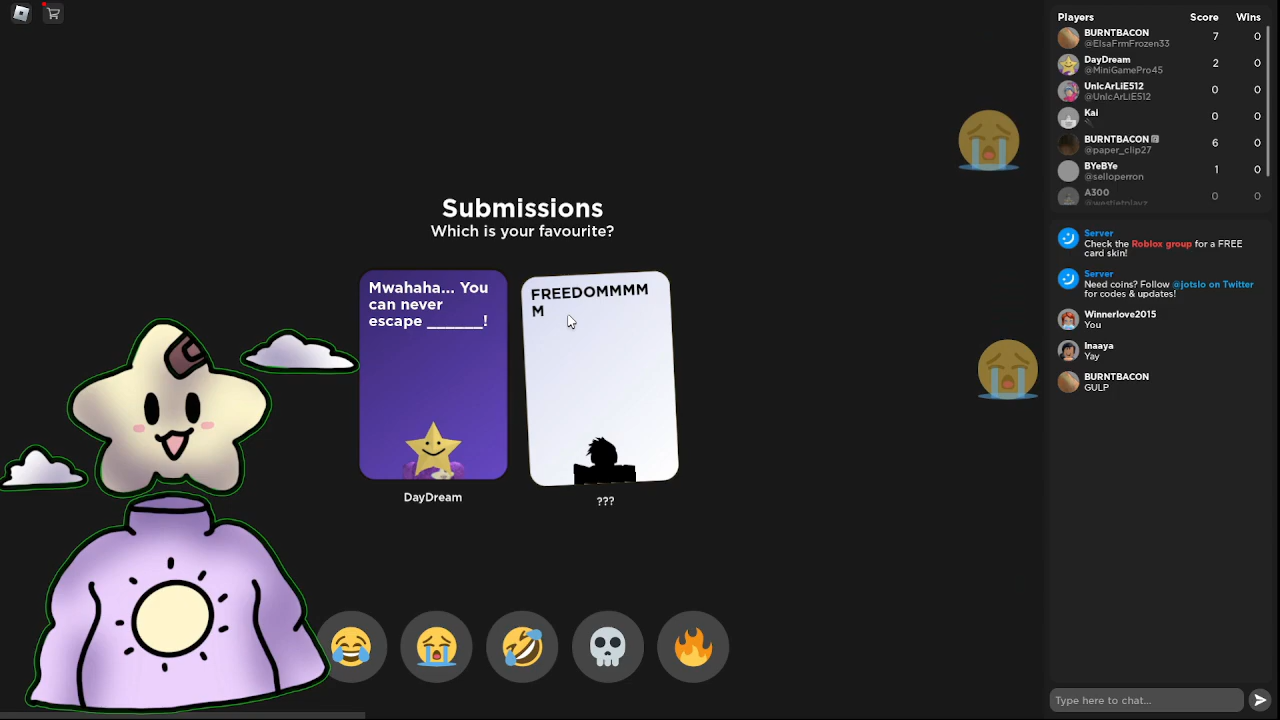 Submissions
Which is your favourite?
Mwahaha... You
can never
escape ______!
DayDream
FREEDOMMMM
M
???
Players Score Wins
BURNTBACON 7 0
@ElsaFrmFrozen33
DayDream 2 0
@MiniGamePro45
UnIcArLiE512 0 0
@UnIcArLiE512
Kai 0 0
BURNTBACON 6 0
@paper_clip27
BYeBYe 1 0
@selloperron
A300 0 0
Server
Check the Roblox group for a FREE
card skin!
Server
Need coins? Follow @jotslo on Twitter
for codes & updates!
Winnerlove2015
You
Inaaya
Yay
BURNTBACON
GULP
Type here to chat...